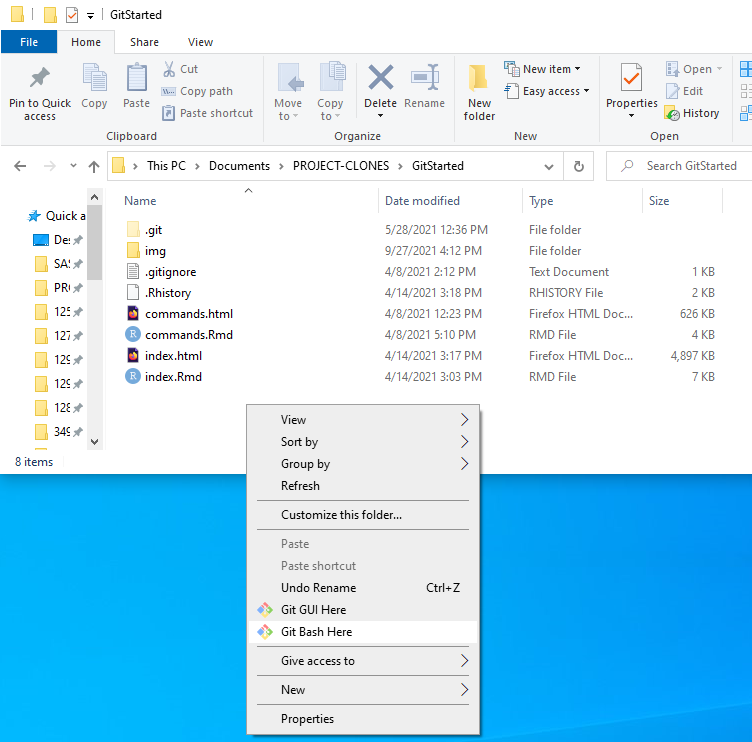 GitStarted
File Home Share View
Pin to Quick access
Copy
Paste
Cut
Copy path
Paste shortcut
Clipboard
Move to
Copy to
Delete
Rename
Organize
New folder
New item
Easy access
New
Properties
Open
Edit
History
Open
This PC > Documents > PROJECT-CLONES > GitStarted
Search GitStarted
Quick a
Des
SAS
PRO
125
127
129
129
128
349
Name Date modified Type Size
.git 5/28/2021 12:36 PM File folder
img 9/27/2021 4:12 PM File folder
.gitignore 4/8/2021 2:12 PM Text Document 1 KB
.Rhistory 4/14/2021 3:18 PM RHISTORY File 2 KB
commands.html 4/8/2021 12:23 PM Firefox HTML Doc... 626 KB
commands.Rmd 4/8/2021 5:10 PM RMD File 4 KB
index.html 4/14/2021 3:17 PM Firefox HTML Doc... 4,897 KB
index.Rmd 4/14/2021 3:03 PM RMD File 7 KB
8 items
View
Sort by
Group by
Refresh
Customize this folder...
Paste
Paste shortcut
Undo Rename Ctrl+Z
Git GUI Here
Git Bash Here
Give access to
New
Properties